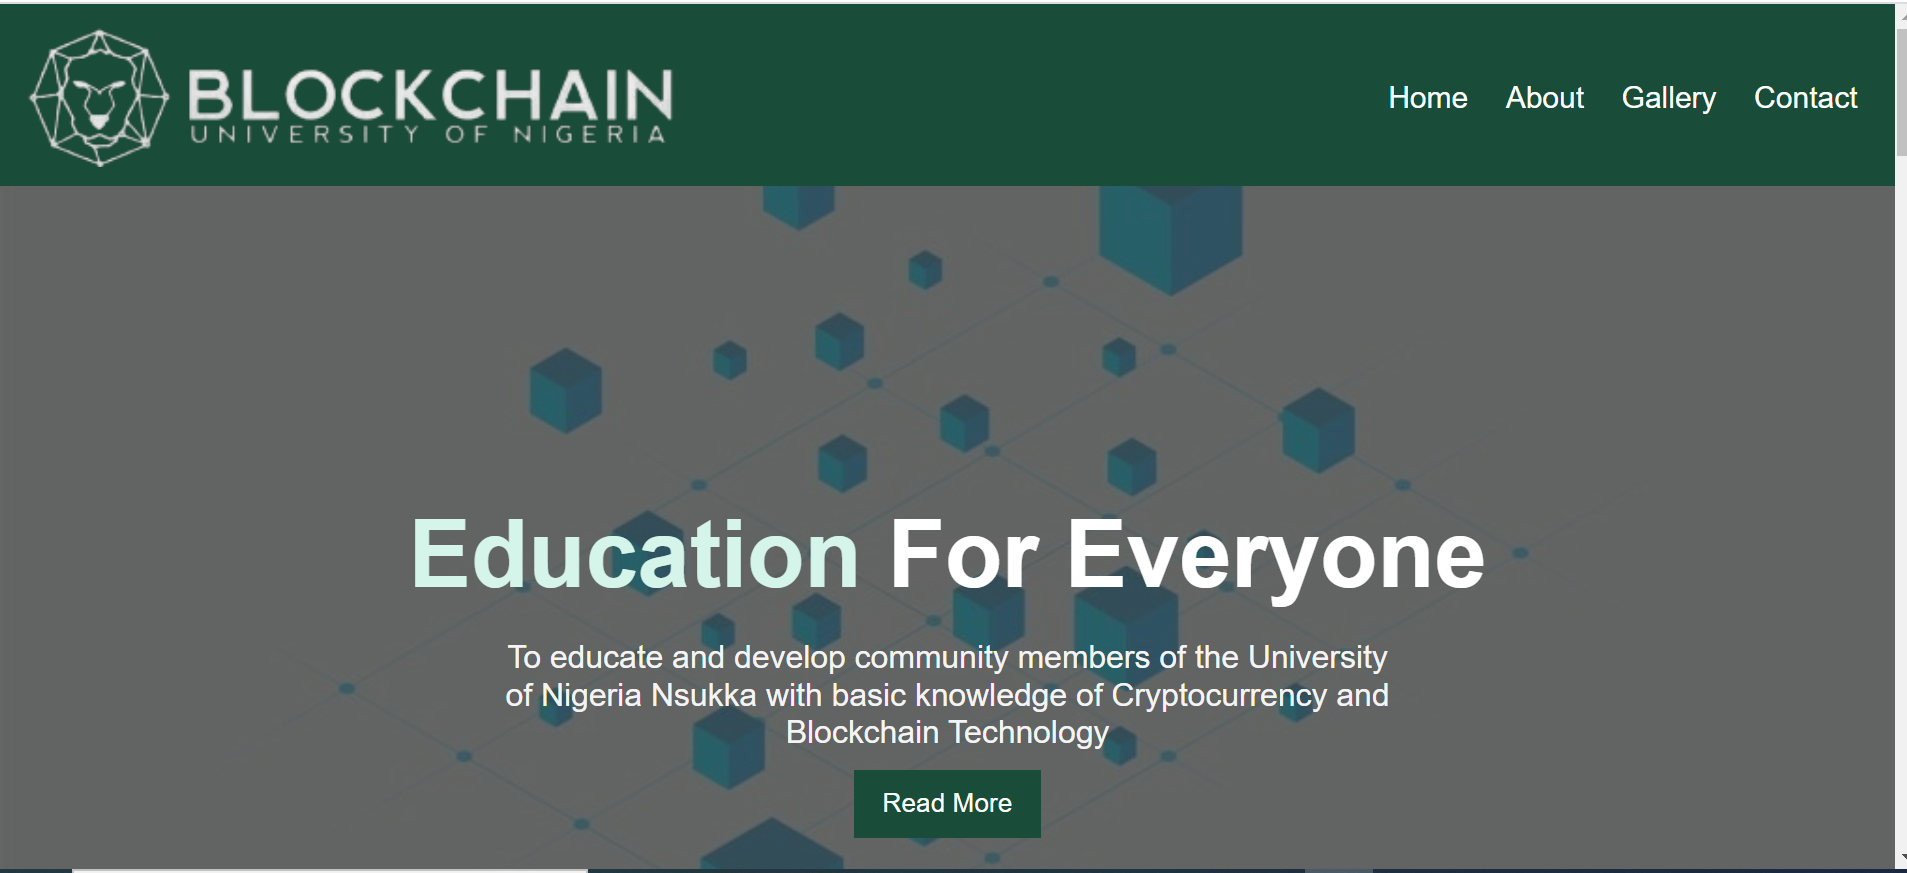 BLOCKCHAIN
UNIVERSITY OF NIGERIA
Home About Gallery Contact
Education For Everyone
To educate and develop community members of the University
of Nigeria Nsukka with basic knowledge of Cryptocurrency and
Blockchain Technology
Read More